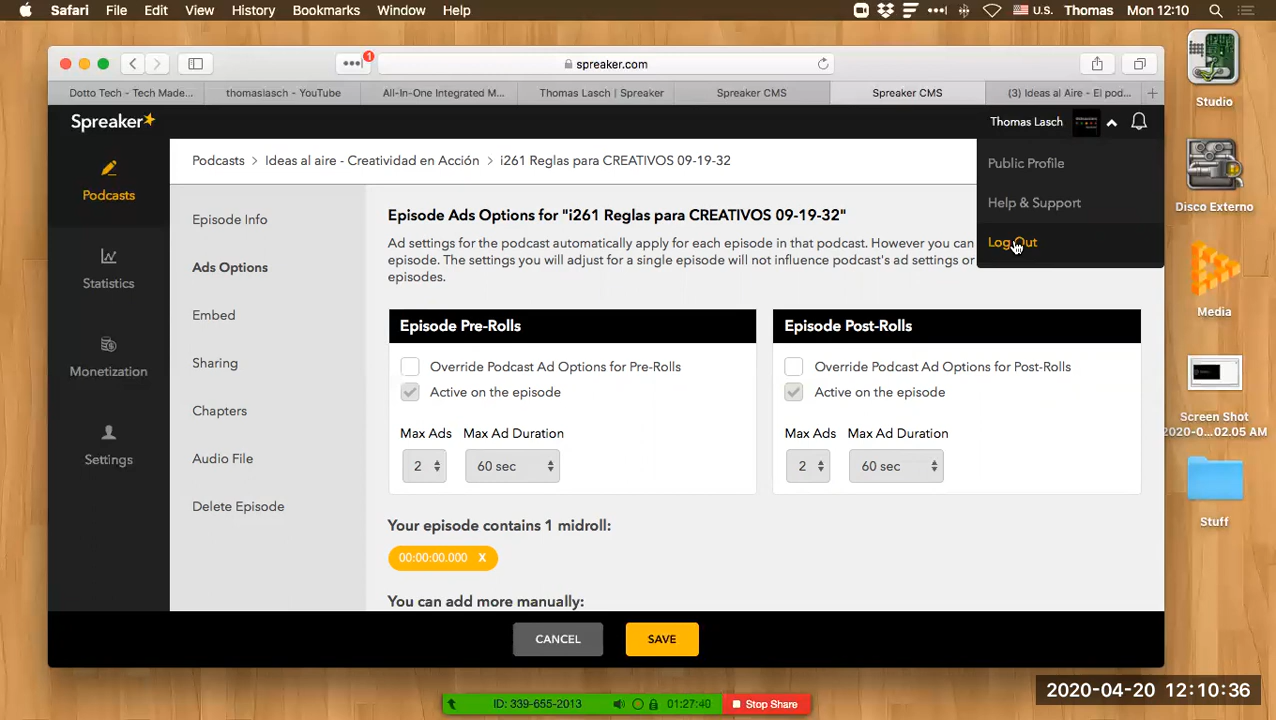 Safari File Edit View History Bookmarks Window Help
U.S. Thomas Mon 12:10
1
spreaker.com
Dotto Tech - Tech Made...
thomaslasch - YouTube
All-In-One Integrated M...
Thomas Lasch | Spreaker
Spreaker CMS
Spreaker CMS
(3) Ideas al Aire - El pod...
Spreaker
Thomas Lasch
Public Profile
Help & Support
Log Out
Podcasts
Statistics
Monetization
Settings
Podcasts > Ideas al aire - Creatividad en Acción > i261 Reglas para CREATIVOS 09-19-32
Episode Info
Ads Options
Embed
Sharing
Chapters
Audio File
Delete Episode
Episode Ads Options for "i261 Reglas para CREATIVOS 09-19-32"
Ad settings for the podcast automatically apply for each episode in that podcast. However you can
episode. The settings you will adjust for a single episode will not influence podcast's ad settings or
episodes.
Episode Pre-Rolls
Override Podcast Ad Options for Pre-Rolls
Active on the episode
Max Ads Max Ad Duration
2 60 sec
Episode Post-Rolls
Override Podcast Ad Options for Post-Rolls
Active on the episode
Max Ads Max Ad Duration
2 60 sec
Your episode contains 1 midroll:
00:00:00.000 X
You can add more manually:
CANCEL SAVE
Studio
Disco Externo
Media
Screen Shot
2020-0...02.05 AM
Stuff
ID: 339-655-2013 01:27:40 Stop Share
2020-04-20 12:10:36